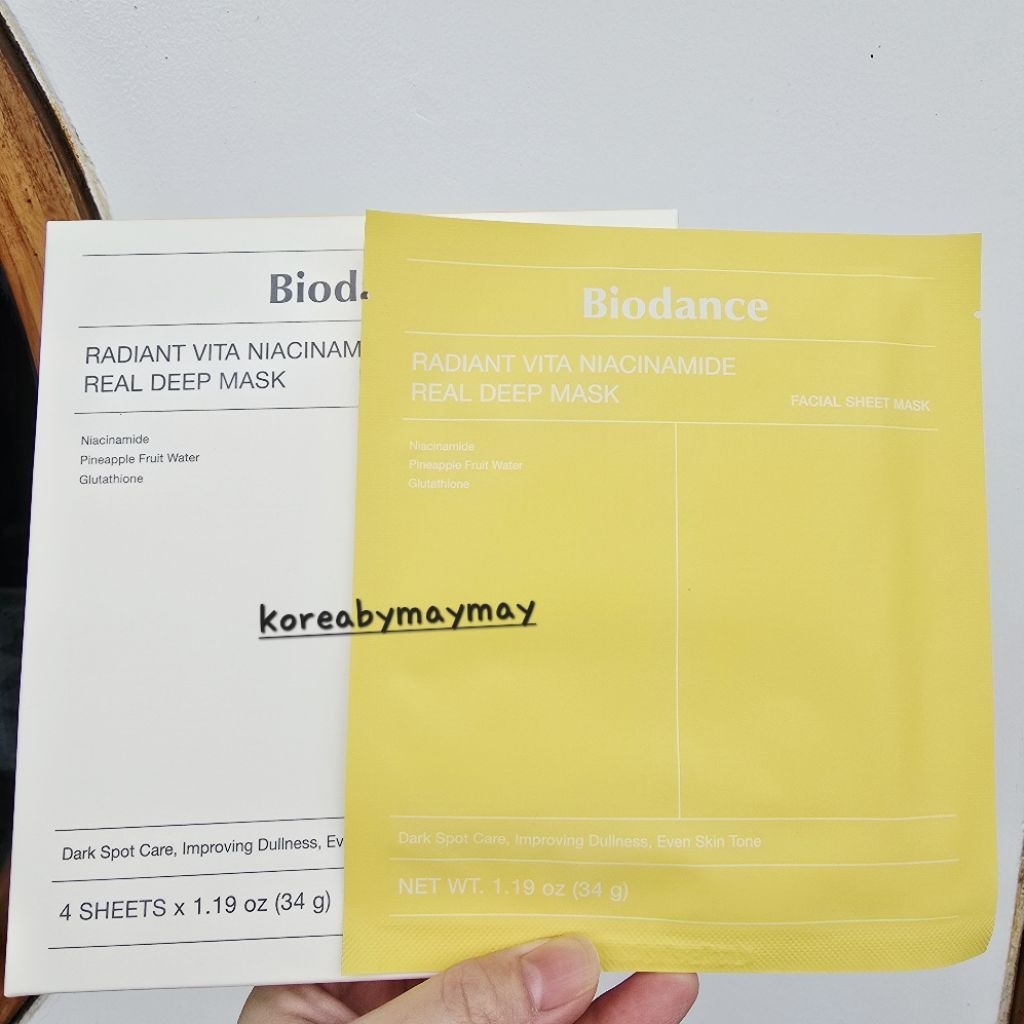 Biod
RADIANT VITA NIACINAM
REAL DEEP MASK
Niacinamide
Pineapple Fruit Water
Glutathione
Dark Spot Care, Improving Dullness, Ev
4 SHEETS x 1.19 oz (34 g)
Biodance
RADIANT VITA NIACINAMIDE
REAL DEEP MASK
FACIAL SHEET MASK
Niacinamide
Pineapple Fruit Water
Glutathione
Dark Spot Care, Improving Dullness, Even Skin Tone
NET WT. 1.19 oz (34 g)
koreabymaymay